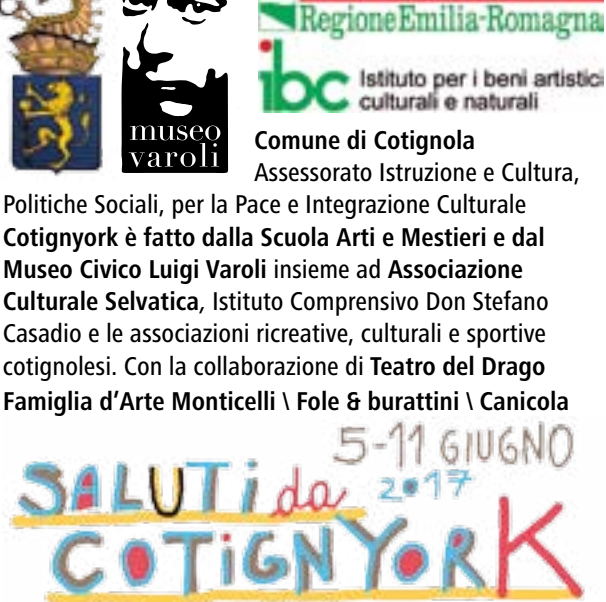 RegioneEmilia-Romagna
ibc Istituto per i beni artistici
culturali e naturali
museo
varoli
Comune di Cotignola
Assessorato Istruzione e Cultura,
Politiche Sociali, per la Pace e Integrazione Culturale
Cotignyork è fatto dalla Scuola Arti e Mestieri e dal
Museo Civico Luigi Varoli insieme ad Associazione
Culturale Selvatica, Istituto Comprensivo Don Stefano
Casadio e le associazioni ricreative, culturali e sportive
cotignolesi. Con la collaborazione di Teatro del Drago
Famiglia d'Arte Monticelli \ Fole & burattini \ Canicola
5-11 GIUGNO
2017
SALUTi da
COTiGNYORK